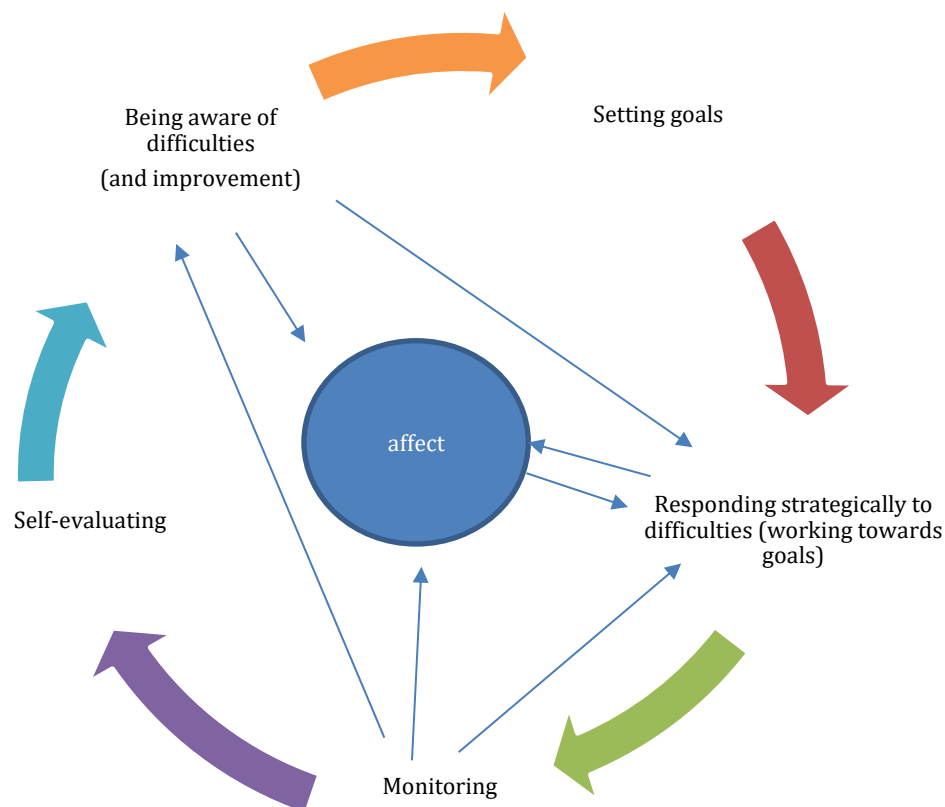 Being aware of
difficulties
(and improvement)
Setting goals
affect
Responding strategically to
difficulties (working towards
goals)
Self-evaluating
Monitoring